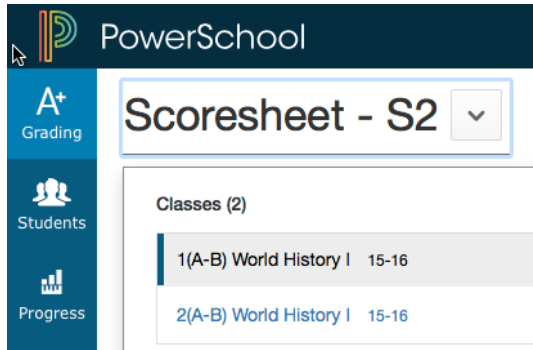 PowerSchool
A+
Grading
Scoresheet - S2
Students
Classes (2)
1(A-B) World History I 15-16
Progress
2(A-B) World History I 15-16